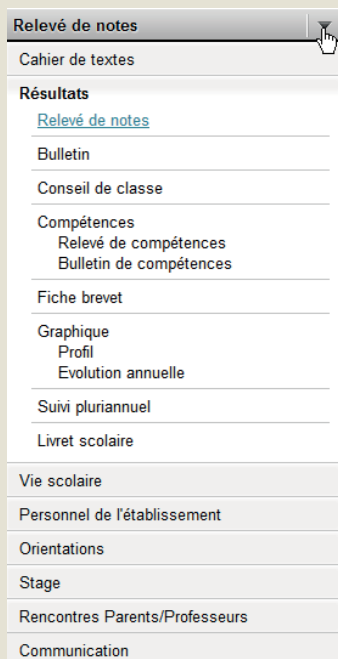 Relevé de notes
Cahier de textes
Résultats
Relevé de notes
Bulletin
Conseil de classe
Compétences
Relevé de compétences
Bulletin de compétences
Fiche brevet
Graphique
Profil
Evolution annuelle
Suivi pluriannuel
Livret scolaire
Vie scolaire
Personnel de l'établissement
Orientations
Stage
Rencontres Parents/Professeurs
Communication